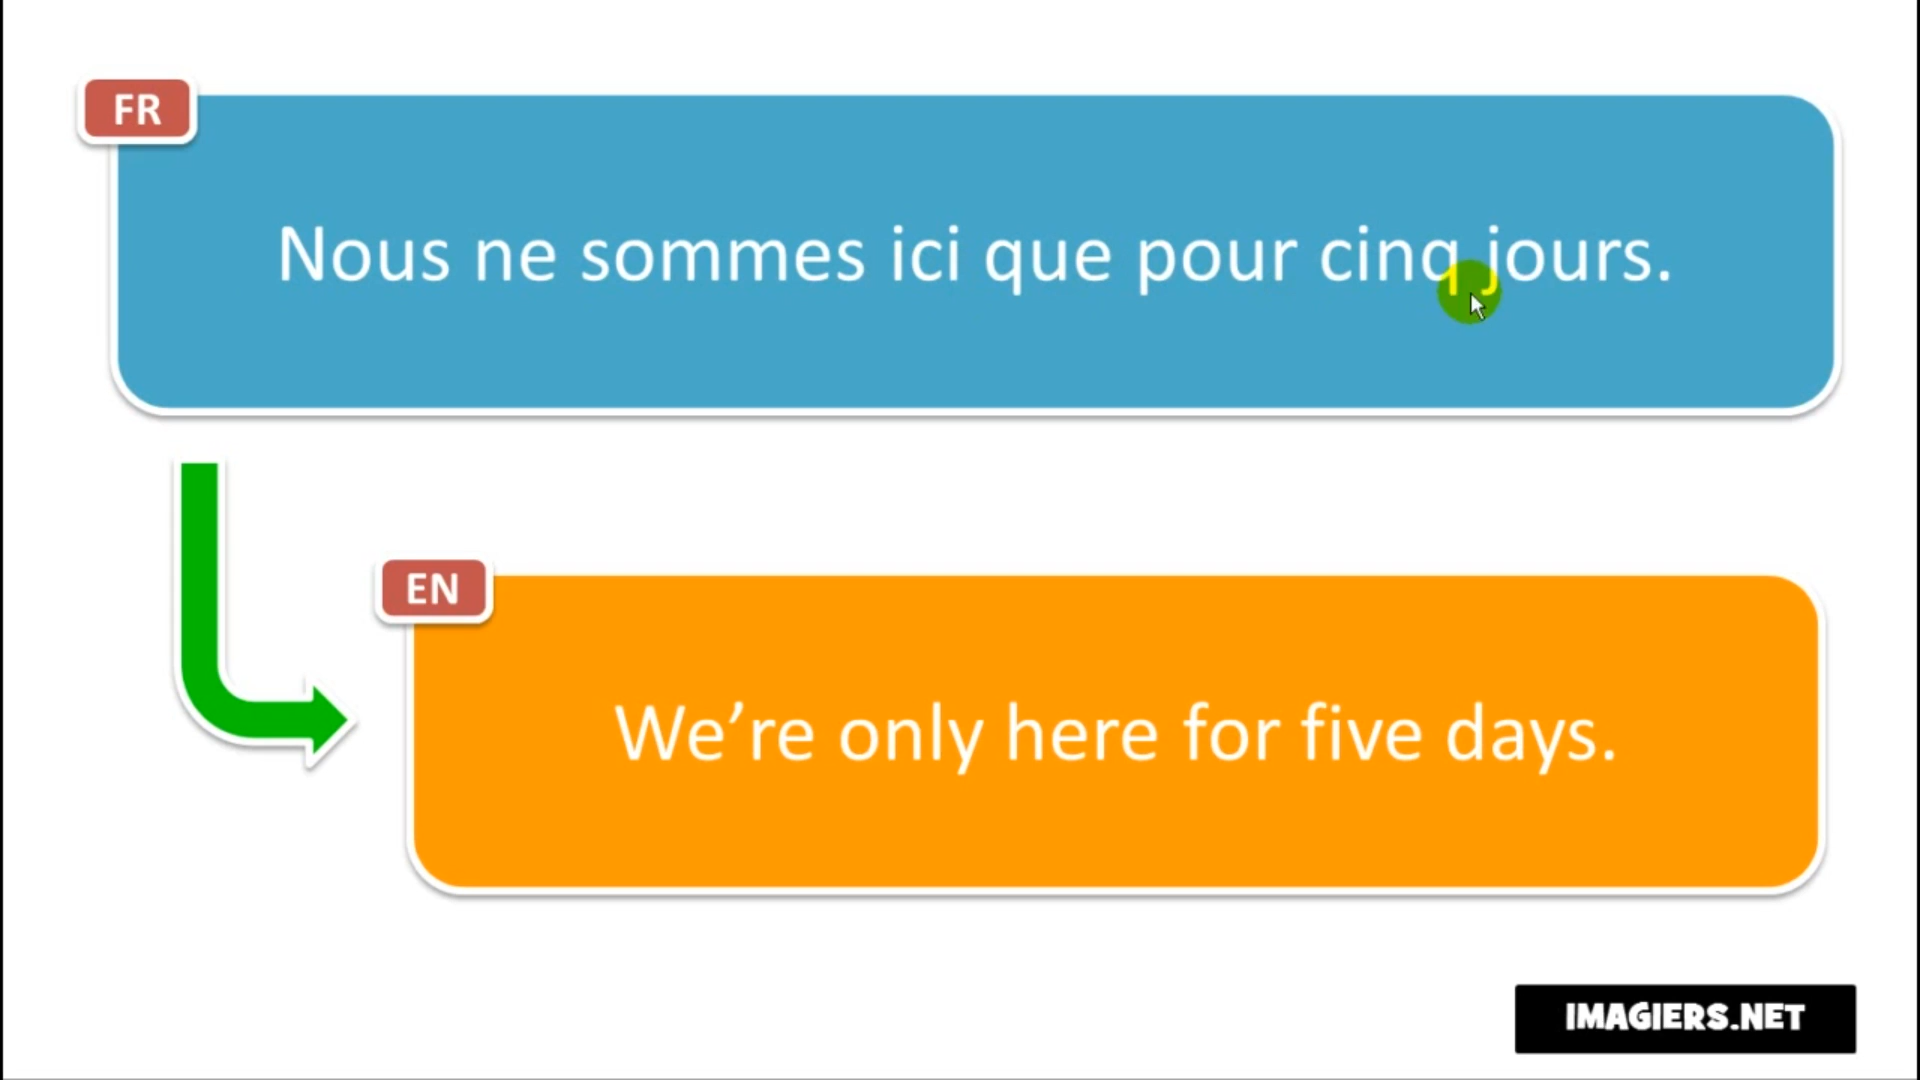 FR
Nous ne sommes ici que pour cinq jours.
EN
We’re only here for five days.
IMAGIERS.NET